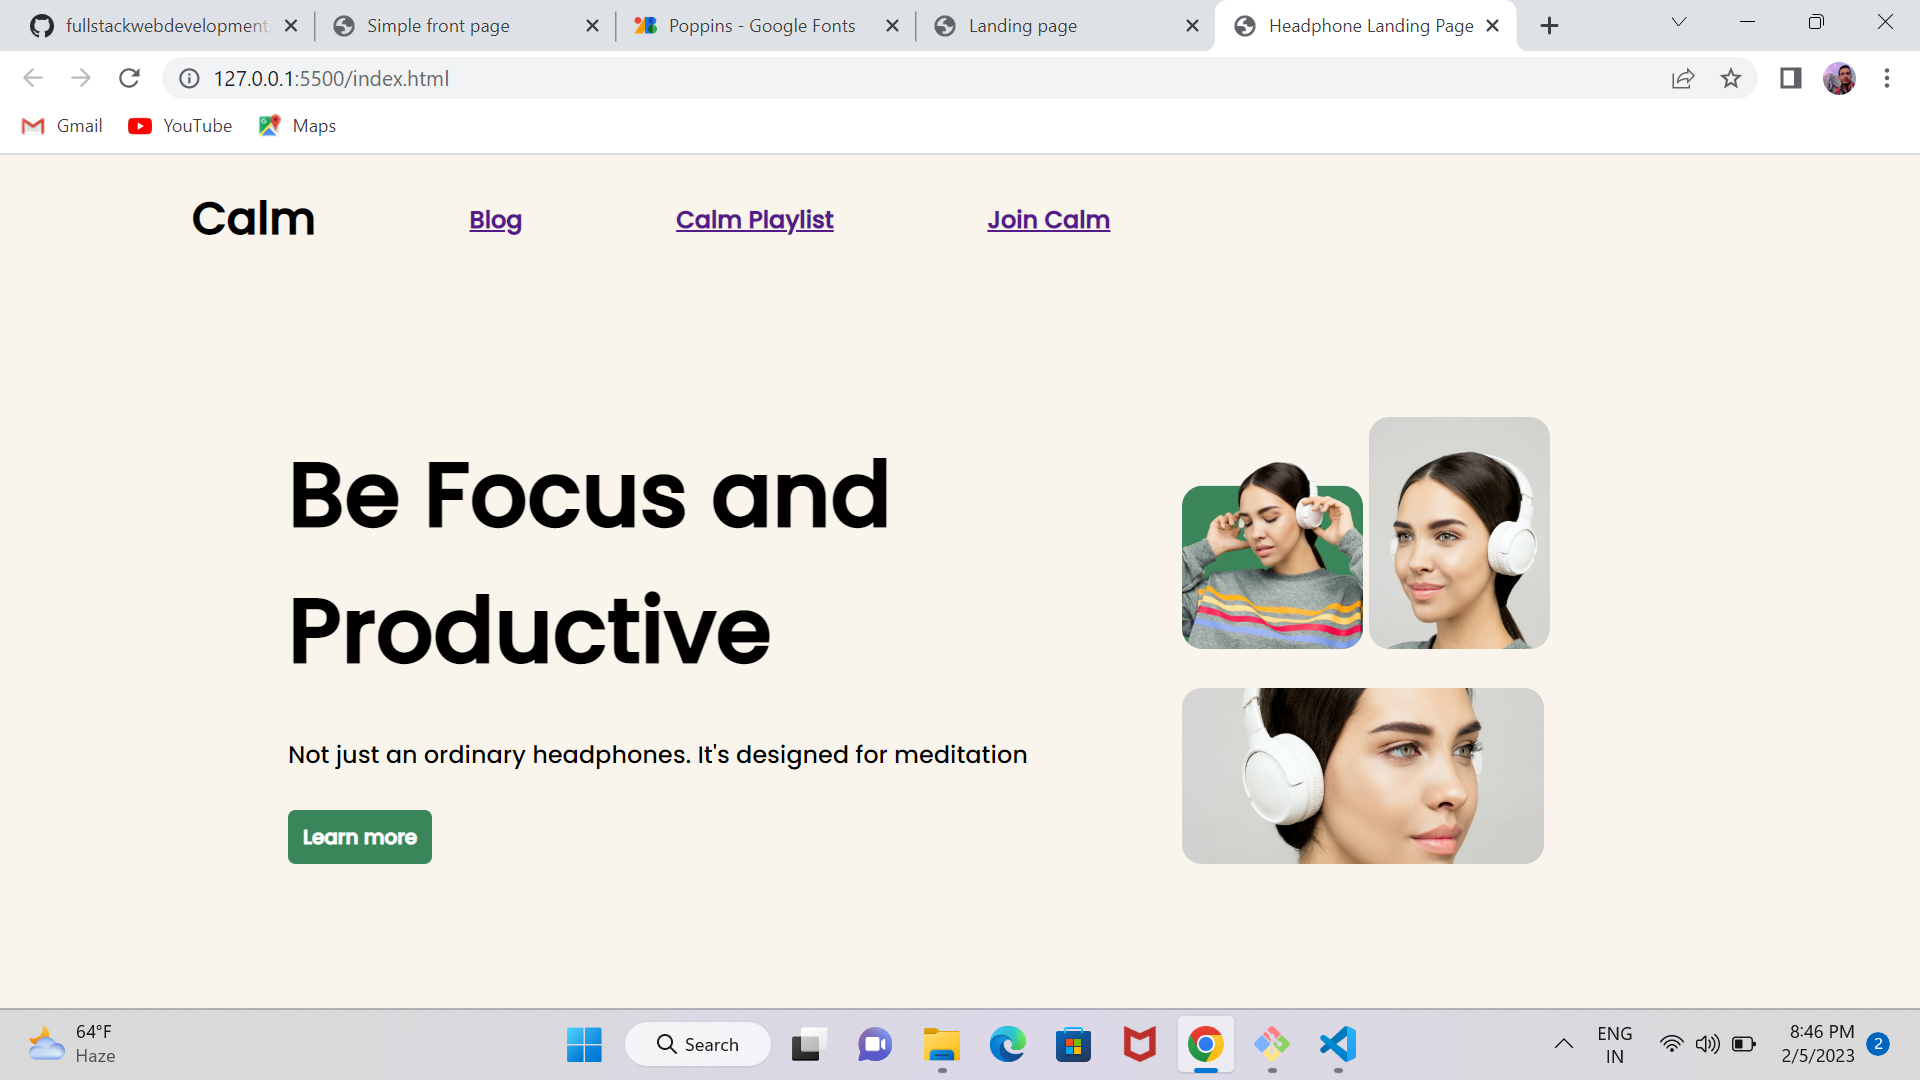 fullstackwebdevelopment
Simple front page
Poppins - Google Fonts
Landing page
Headphone Landing Page
127.0.0.1:5500/index.html
Gmail
YouTube
Maps
Calm
Blog
Calm Playlist
Join Calm
Be Focus and
Productive
Not just an ordinary headphones. It's designed for meditation
Learn more
64°F
Haze
Search
ENG
IN
8:46 PM
2/5/2023
2